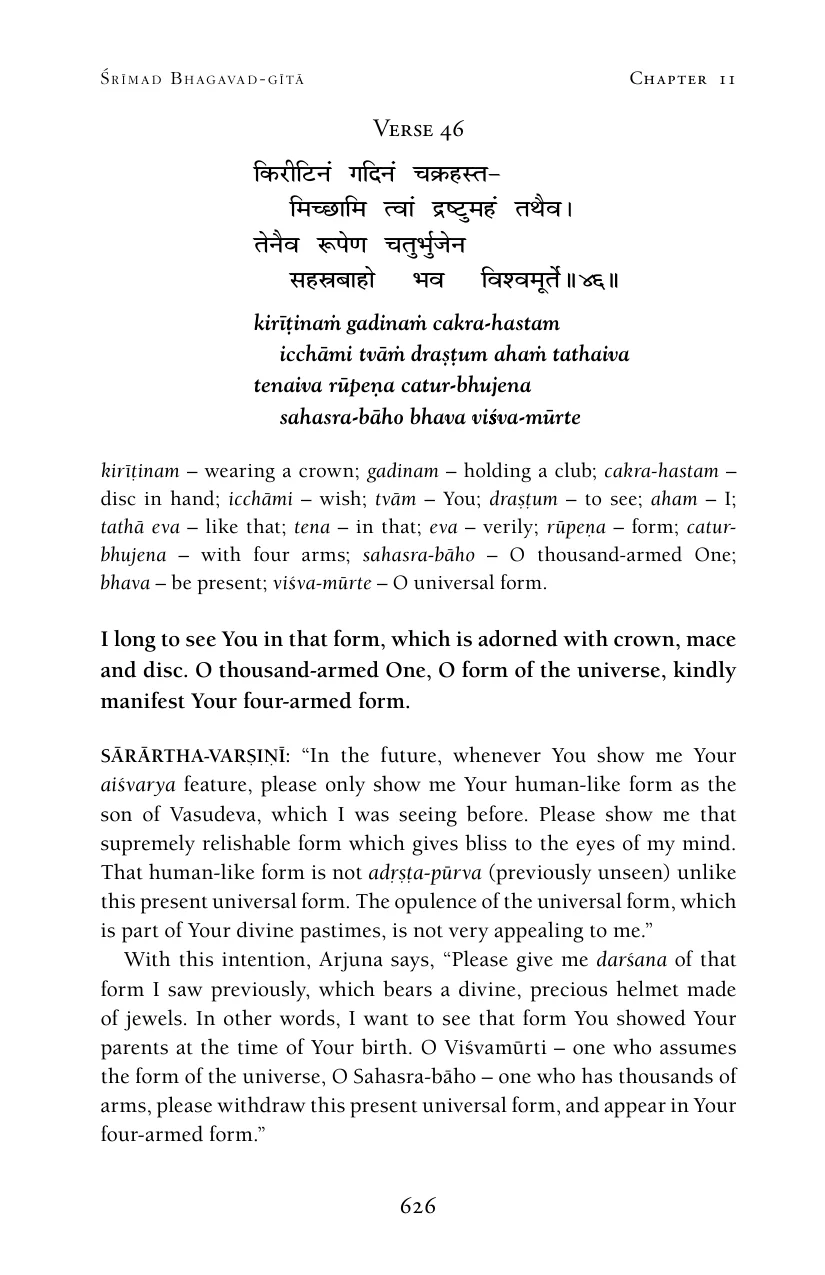 Śrīmad Bhagavad-gītā Chapter 11
Verse 46
किरीटिनं गदिनं चक्रहस्त–
मिच्छामि त्वां द्रष्टुमहं तथैव।
तेनैव रूपेण चतुर्भुजेन
सहस्रबाहो भव विश्वमूर्ते॥४६॥
kirīṭinaṁ gadinaṁ cakra-hastam
icchāmi tvāṁ draṣṭum ahaṁ tathaiva
tenaiva rūpeṇa catur-bhujena
sahasra-bāho bhava viśva-mūrte
kirīṭinam – wearing a crown; gadinam – holding a club; cakra-hastam –
disc in hand; icchāmi – wish; tvām – You; draṣṭum – to see; aham – I;
tathā eva – like that; tena – in that; eva – verily; rūpeṇa – form; catur-
bhujena – with four arms; sahasra-bāho – O thousand-armed One;
bhava – be present; viśva-mūrte – O universal form.
I long to see You in that form, which is adorned with crown, mace
and disc. O thousand-armed One, O form of the universe, kindly
manifest Your four-armed form.
SĀRĀRTHA-VARṢIṆĪ: “In the future, whenever You show me Your
aiśvarya feature, please only show me Your human-like form as the
son of Vasudeva, which I was seeing before. Please show me that
supremely relishable form which gives bliss to the eyes of my mind.
That human-like form is not adṛṣṭa-pūrva (previously unseen) unlike
this present universal form. The opulence of the universal form, which
is part of Your divine pastimes, is not very appealing to me.”
With this intention, Arjuna says, “Please give me darśana of that
form I saw previously, which bears a divine, precious helmet made
of jewels. In other words, I want to see that form You showed Your
parents at the time of Your birth. O Viśvamūrti – one who assumes
the form of the universe, O Sahasra-bāho – one who has thousands of
arms, please withdraw this present universal form, and appear in Your
four-armed form.”
626